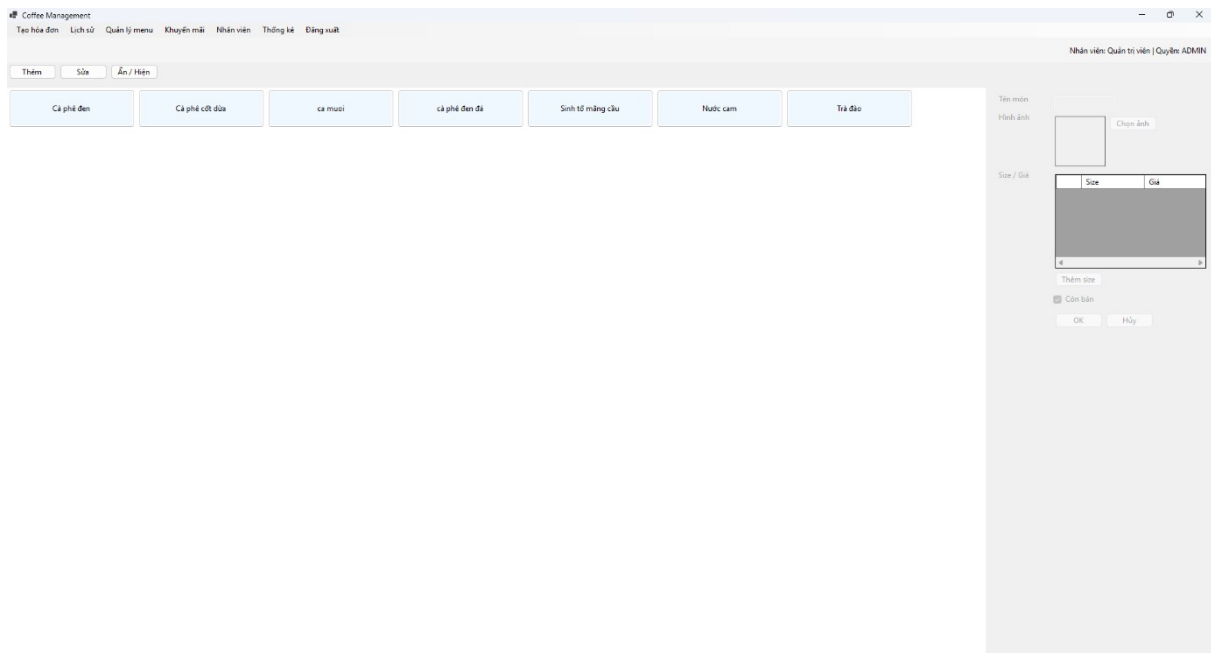 Coffee Management
Tạo hóa đơn Lịch sử Quản lý menu Khuyến mãi Nhân viên Thống kê Đăng xuất
Nhân viên: Quản trị viên | Quyền: ADMIN
Thêm Sửa Ẩn / Hiện
Cà phê đen Cà phê cốt dừa ca muoi cà phê đen đá Sinh tố mãng cầu Nước cam Trà đào
Tên món
Hình ảnh Chọn ảnh
Size / Giá
Size Giá
Thêm size
Còn bán
OK Hủy